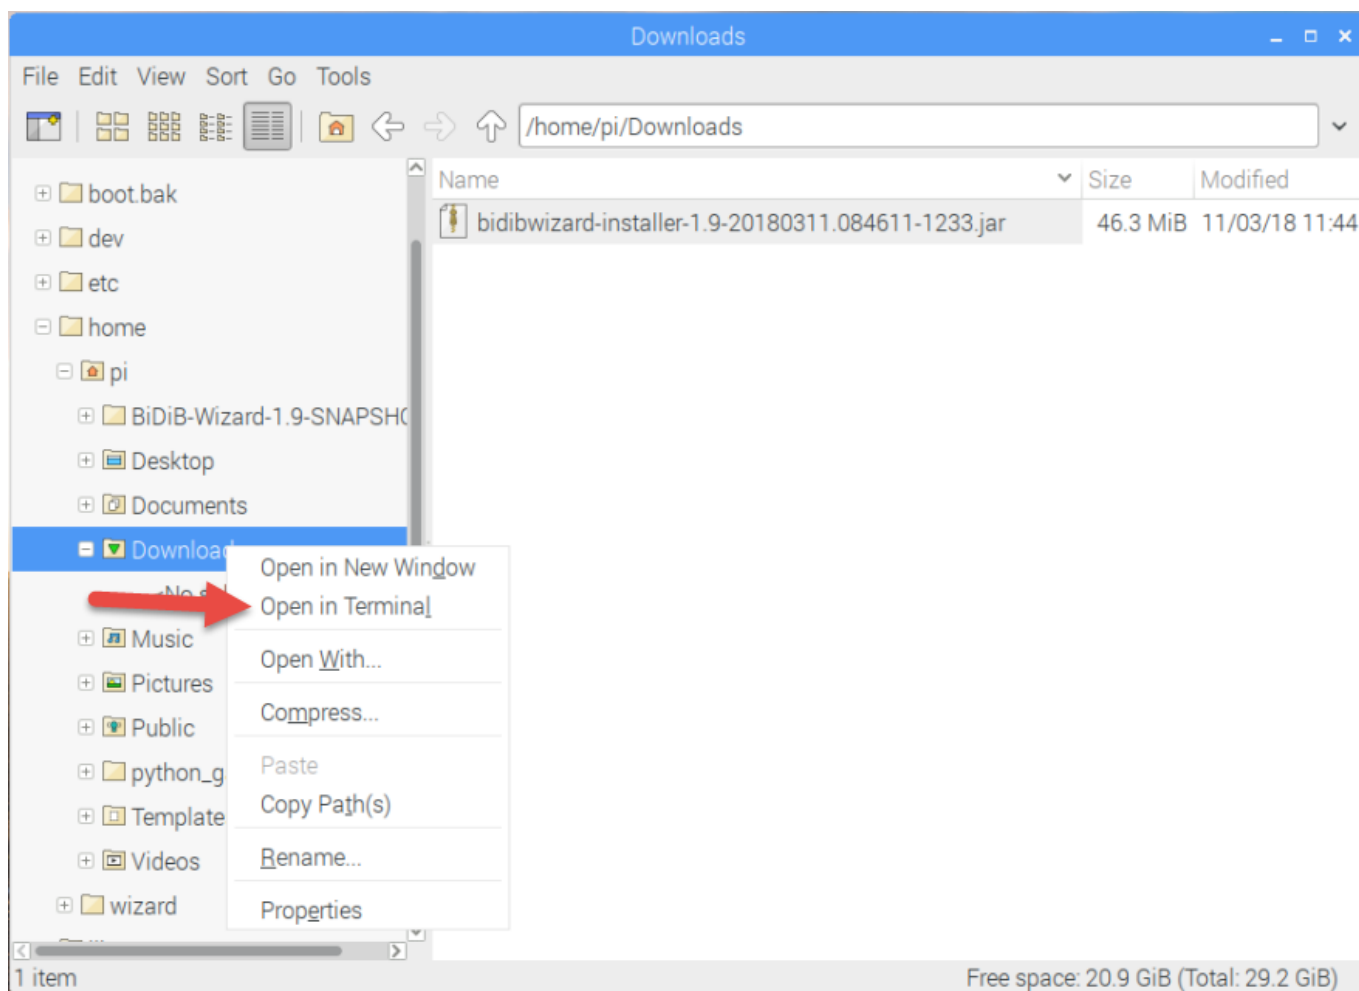 Downloads
File Edit View Sort Go Tools
/home/pi/Downloads
Name Size Modified
bidibwizard-installer-1.9-20180311.084611-1233.jar 46.3 MiB 11/03/18 11:44
boot.bak
dev
etc
home
pi
BiDiB-Wizard-1.9-SNAPSHO
Desktop
Documents
Download
Open in New Window
<No s
Open in Terminal
Music
Open With...
Pictures
Compress...
Public
Paste
python_g
Copy Path(s)
Template
Rename...
Videos
wizard
Properties
1 item
Free space: 20.9 GiB (Total: 29.2 GiB)